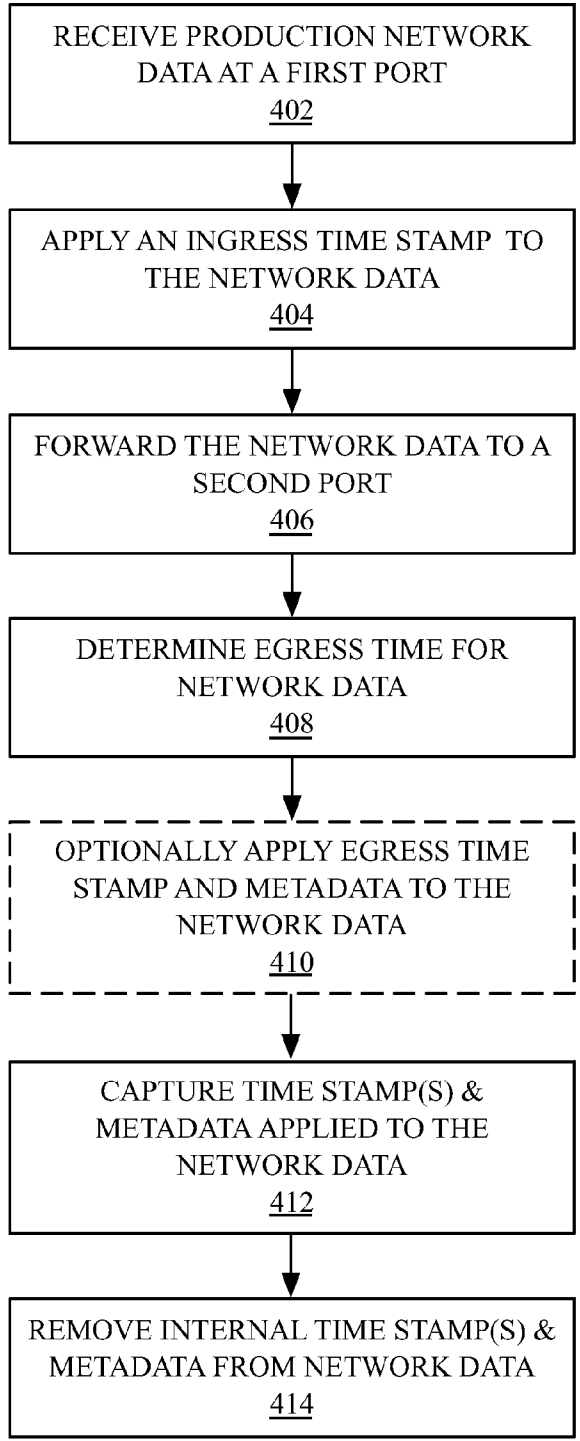 RECEIVE PRODUCTION NETWORK
DATA AT A FIRST PORT
402
APPLY AN INGRESS TIME STAMP TO
THE NETWORK DATA
404
FORWARD THE NETWORK DATA TO A
SECOND PORT
406
DETERMINE EGRESS TIME FOR
NETWORK DATA
408
OPTIONALLY APPLY EGRESS TIME
STAMP AND METADATA TO THE
NETWORK DATA
410
CAPTURE TIME STAMP(S) &
METADATA APPLIED TO THE
NETWORK DATA
412
REMOVE INTERNAL TIME STAMP(S) &
METADATA FROM NETWORK DATA
414